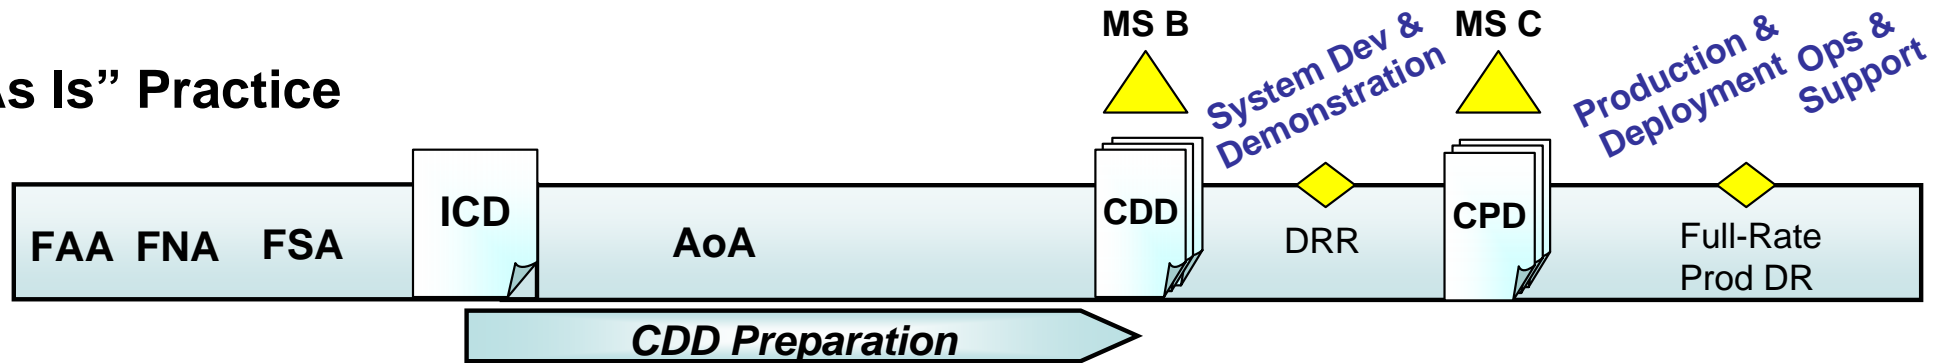 MS B
MS C
As Is” Practice
System Dev &
Demonstration
Production &
Deployment
Ops &
Support
FAA FNA FSA
ICD
AoA
CDD
DRR
CPD
Full-Rate
Prod DR
CDD Preparation